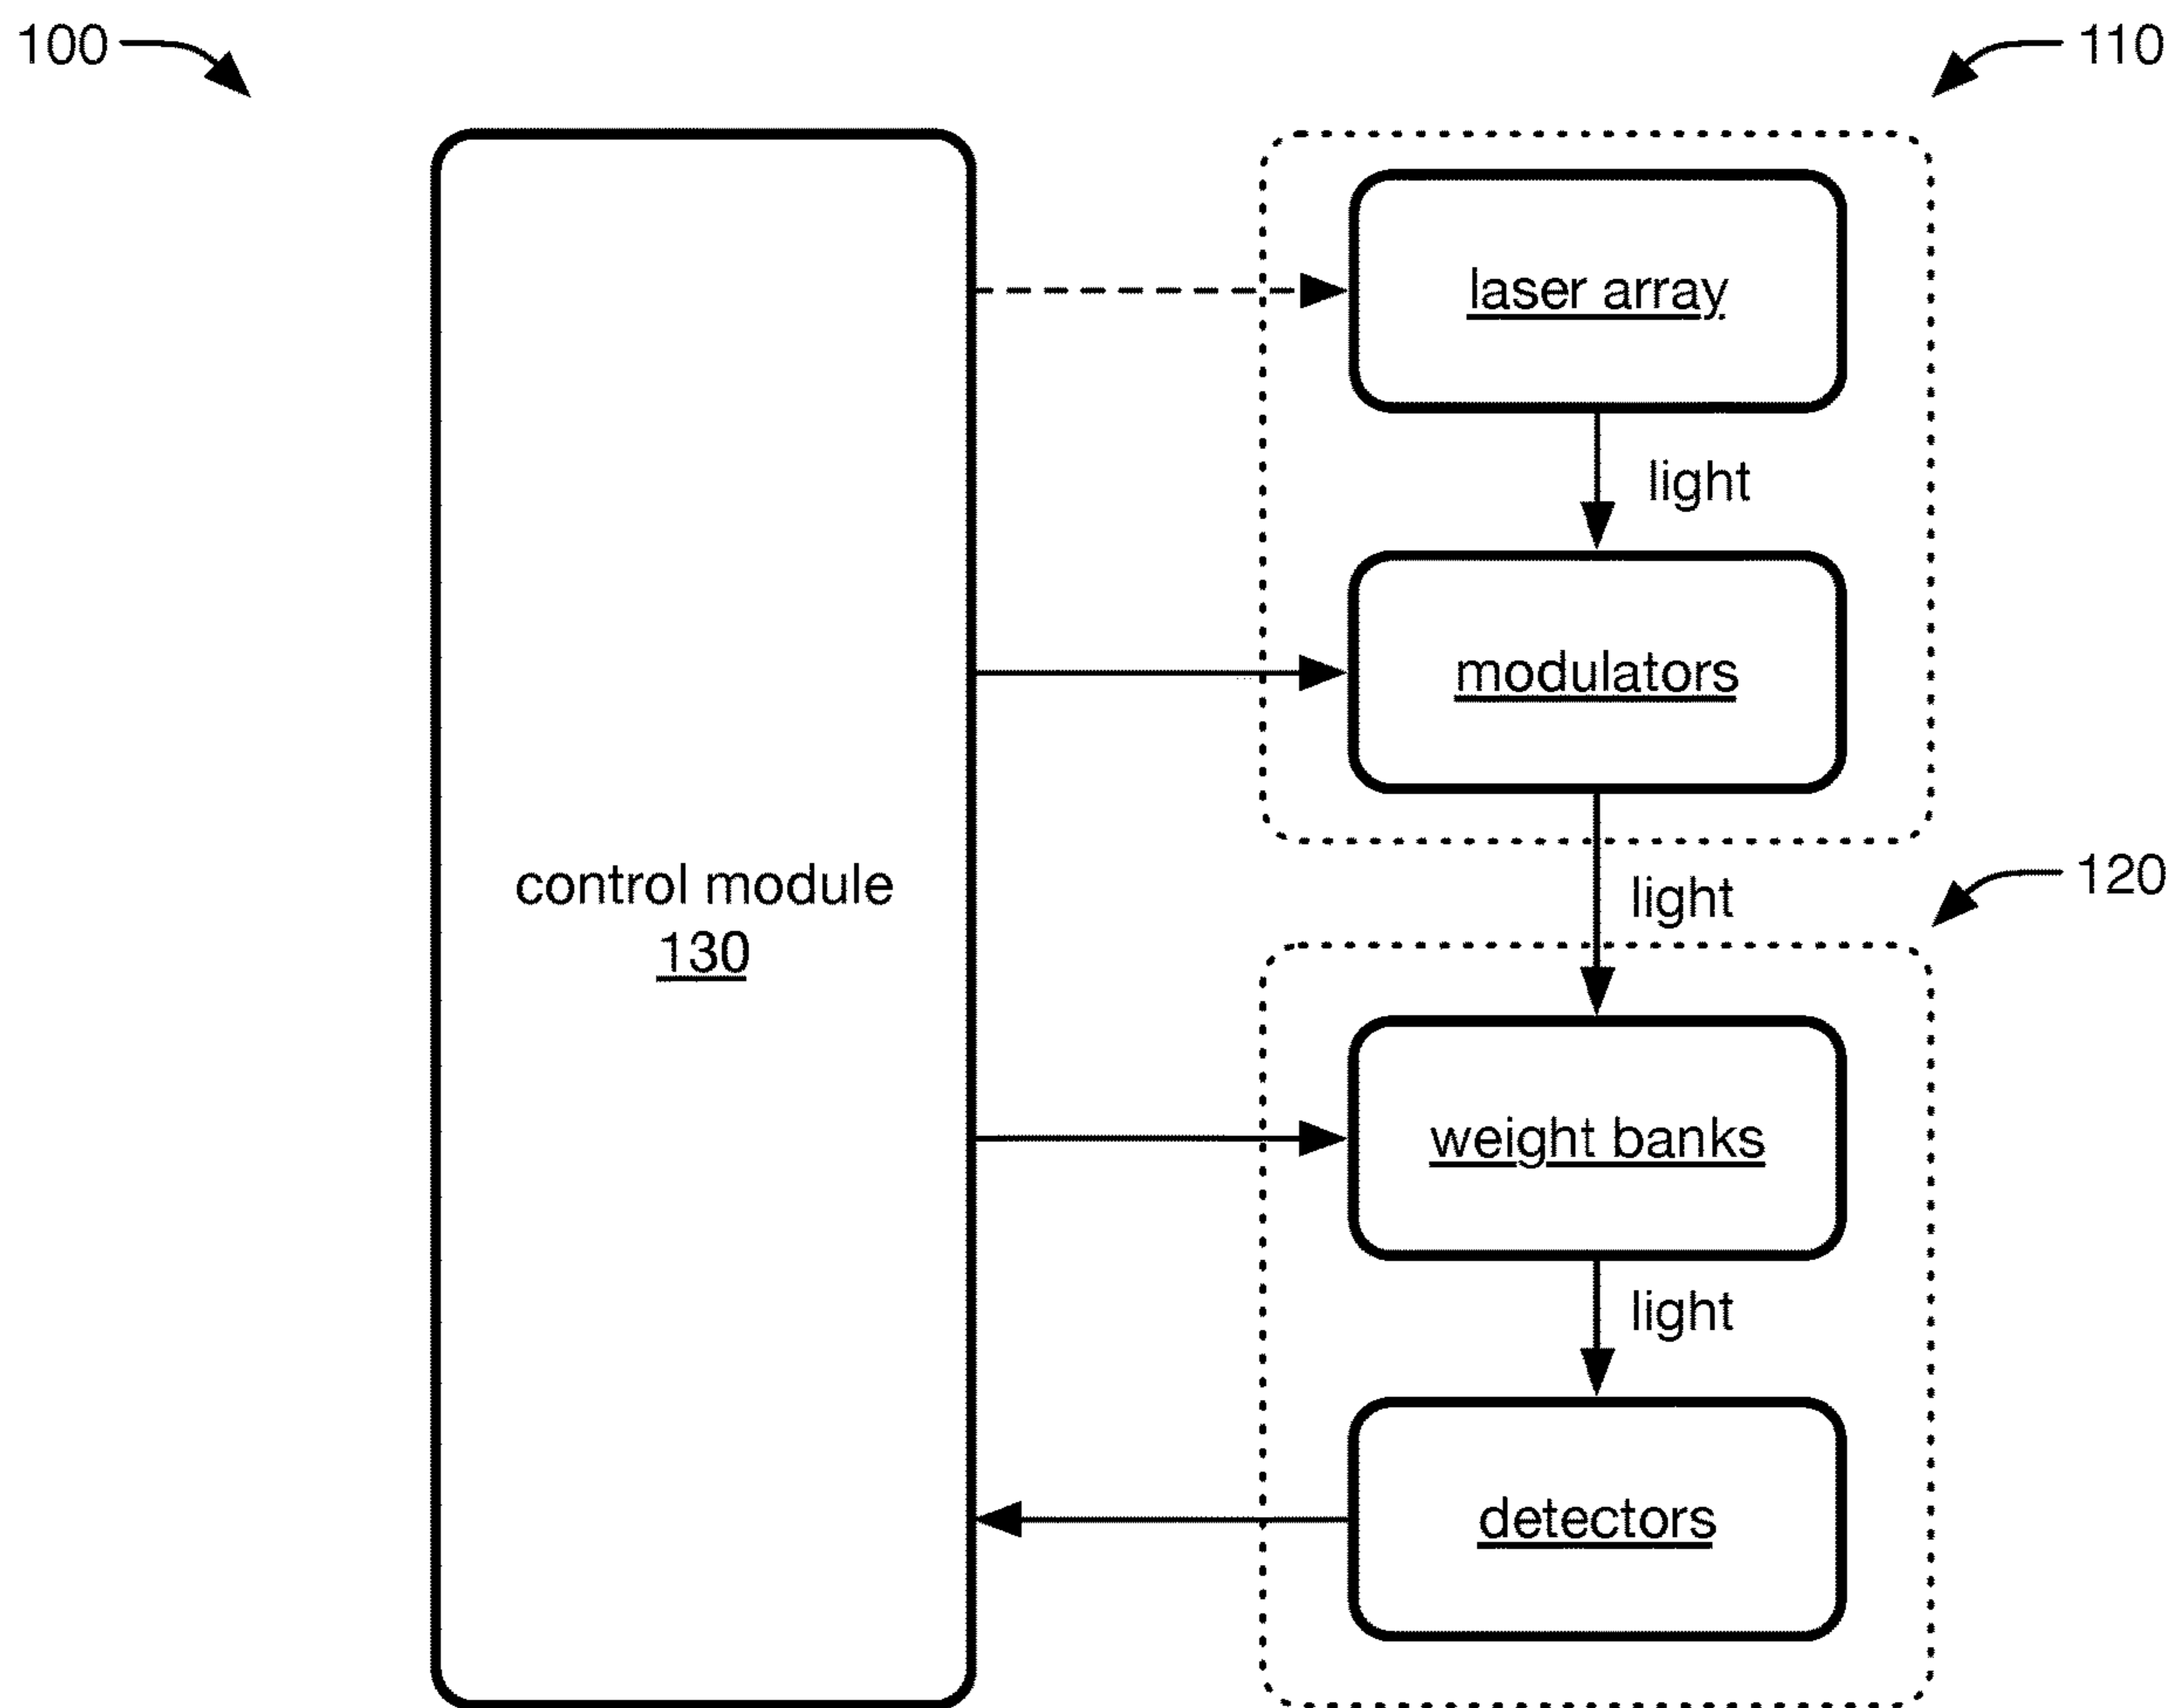 100
110
laser array
light
modulators
control module
130
light
120
weight banks
light
detectors